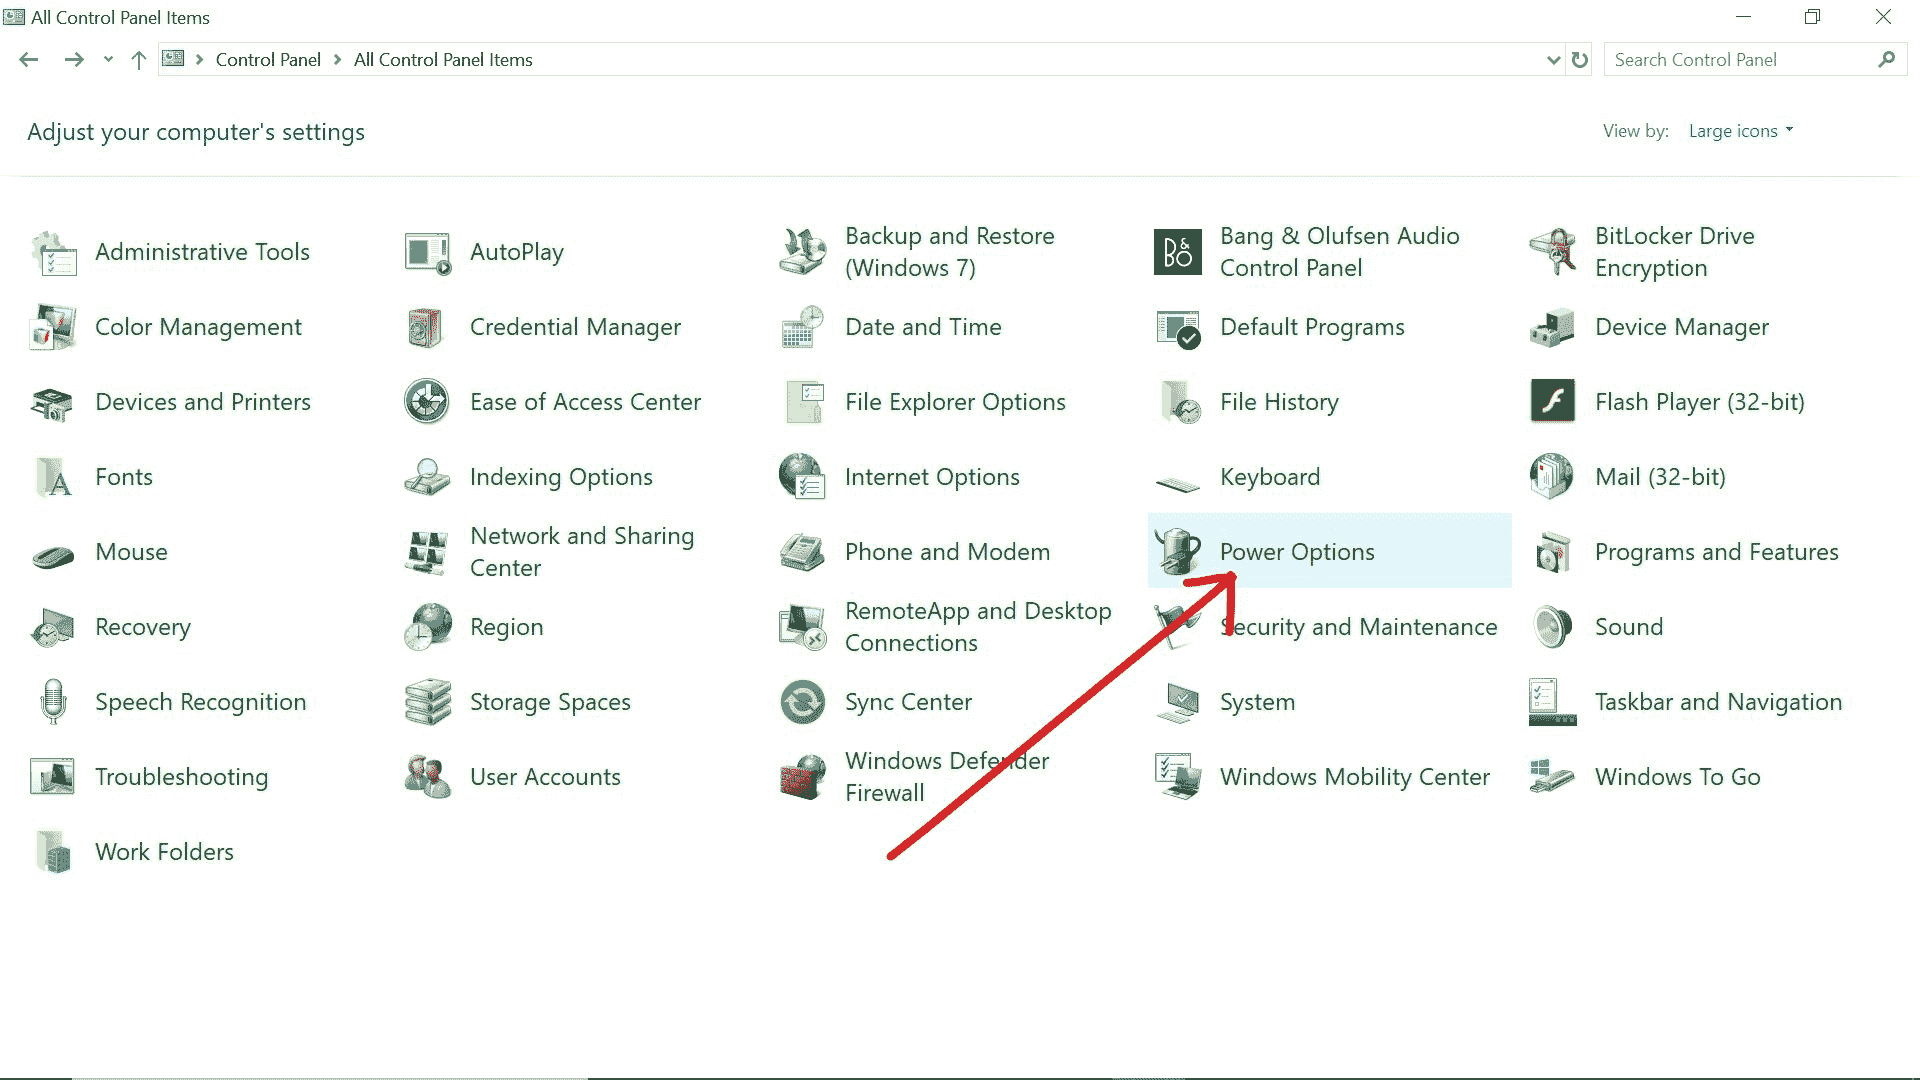 All Control Panel Items
Control Panel All Control Panel Items
Search Control Panel
Adjust your computer's settings
View by: Large icons
Administrative Tools
AutoPlay
Backup and Restore
(Windows 7)
B&O
Bang & Olufsen Audio
Control Panel
BitLocker Drive
Encryption
Color Management
Credential Manager
Date and Time
Default Programs
Device Manager
Devices and Printers
Ease of Access Center
File Explorer Options
File History
Flash Player (32-bit)
Fonts
Indexing Options
Internet Options
Keyboard
Mail (32-bit)
Mouse
Network and Sharing
Center
Phone and Modem
Power Options
Programs and Features
Recovery
Region
RemoteApp and Desktop
Connections
Security and Maintenance
Sound
Speech Recognition
Storage Spaces
Sync Center
System
Taskbar and Navigation
Troubleshooting
User Accounts
Windows Defender
Firewall
Windows Mobility Center
Windows To Go
Work Folders